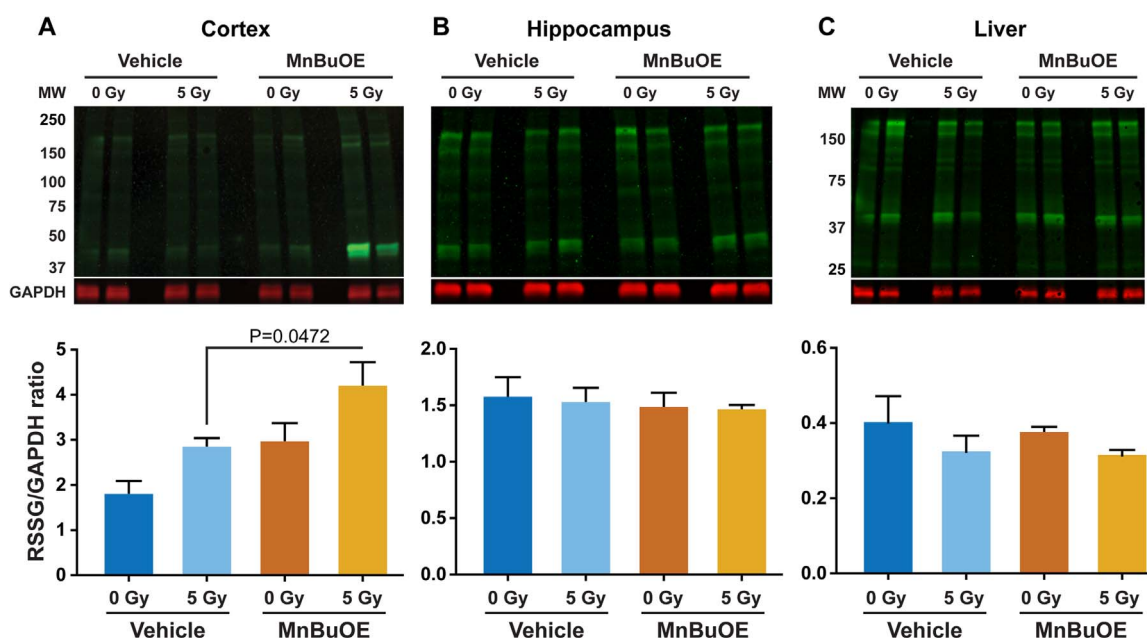 A Cortex
Vehicle MnBuOE
MW 0 Gy 5 Gy 0 Gy 5 Gy
250
150
100
75
50
37
GAPDH
P=0.0472
RSSG/GAPDH ratio
5
4
3
2
1
0
0 Gy 5 Gy 0 Gy 5 Gy
Vehicle MnBuOE
B Hippocampus
Vehicle MnBuOE
0 Gy 5 Gy 0 Gy 5 Gy
2.0
1.5
1.0
0.5
0.0
0 Gy 5 Gy 0 Gy 5 Gy
Vehicle MnBuOE
C Liver
Vehicle MnBuOE
MW 0 Gy 5 Gy 0 Gy 5 Gy
150
75
37
25
0.6
0.4
0.2
0.0
0 Gy 5 Gy 0 Gy 5 Gy
Vehicle MnBuOE